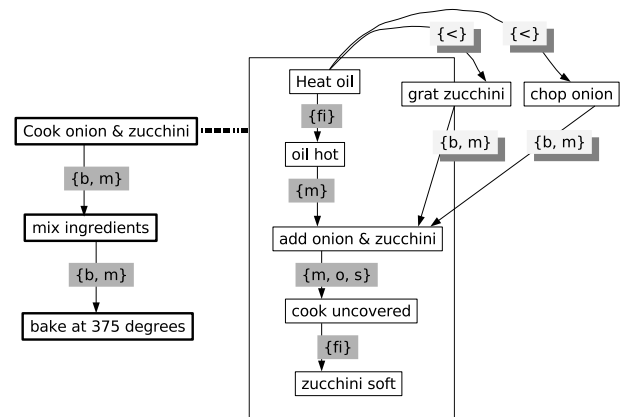 {<}
{<}
Heat oil
grat zucchini
chop onion
{fi}
Cook onion & zucchini
oil hot
{b, m}
{b, m}
{b, m}
{m}
mix ingredients
add onion & zucchini
{b, m}
{m, o, s}
cook uncovered
bake at 375 degrees
{fi}
zucchini soft